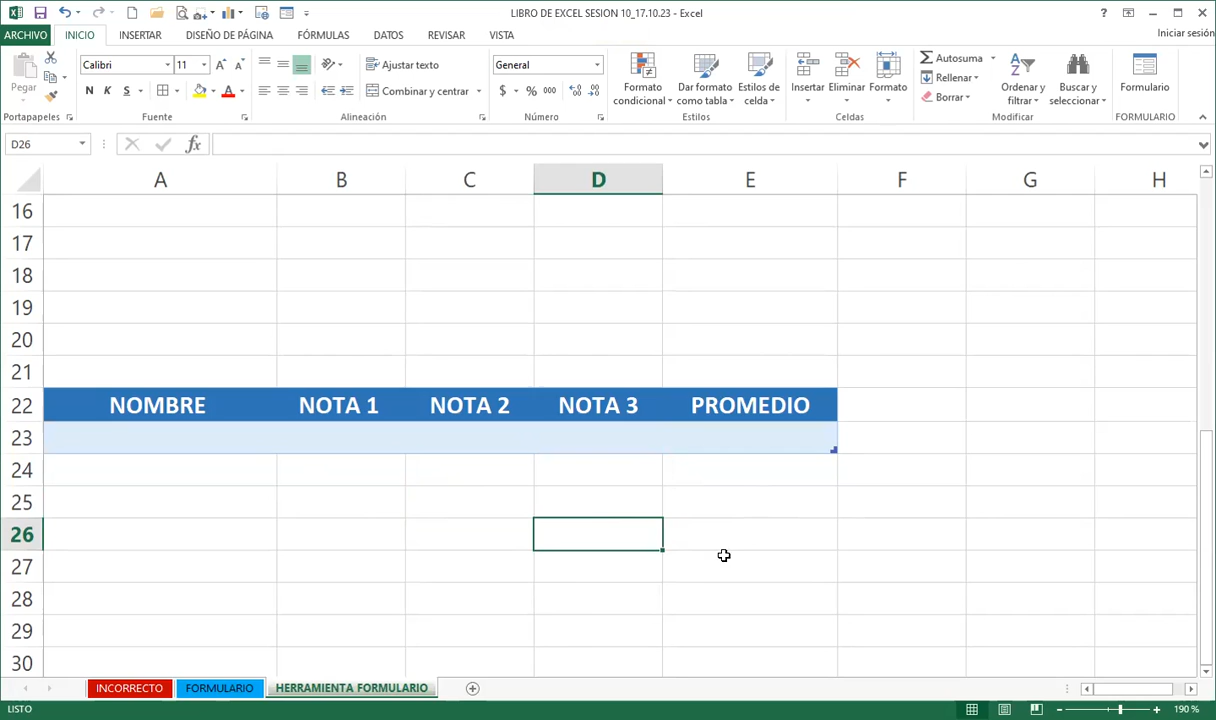 LIBRO DE EXCEL SESION 10_17.10.23 - Excel
ARCHIVO INICIO INSERTAR DISEÑO DE PÁGINA FÓRMULAS DATOS REVISAR VISTA Iniciar sesión
Pegar
Calibri 11
N K S
Ajustar texto
Combinar y centrar
General
$ % 000
Formato condicional
Dar formato como tabla
Estilos de celda
Insertar
Eliminar
Formato
Autosuma
Rellenar
Borrar
Ordenar y filtrar
Buscar y seleccionar
Formulario
Portapapeles Fuente Alineación Número Estilos Celdas Modificar FORMULARIO
D26 fx
A B C D E F G H
16
17
18
19
20
21
22 NOMBRE NOTA 1 NOTA 2 NOTA 3 PROMEDIO
23
24
25
26
27
28
29
30
INCORRECTO FORMULARIO HERRAMIENTA FORMULARIO
LISTO 190 %